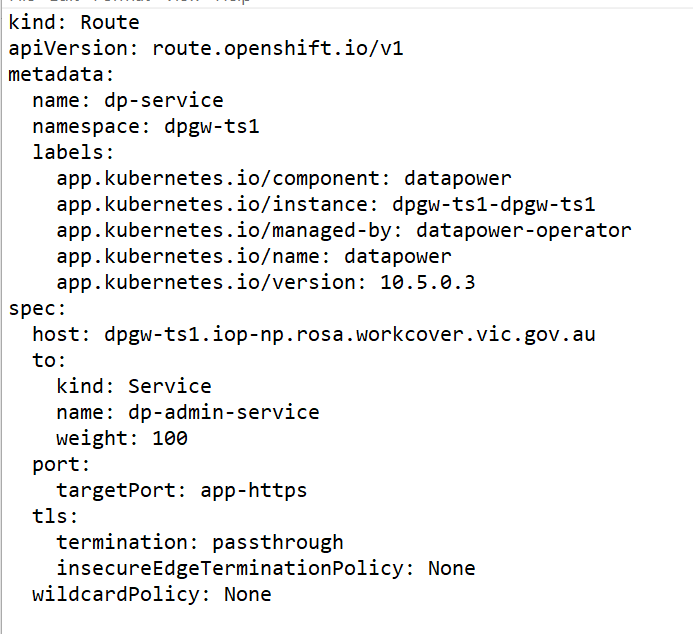 kind: Route
apiVersion: route.openshift.io/v1
metadata:
  name: dp-service
  namespace: dpgw-ts1
  labels:
    app.kubernetes.io/component: datapower
    app.kubernetes.io/instance: dpgw-ts1-dpgw-ts1
    app.kubernetes.io/managed-by: datapower-operator
    app.kubernetes.io/name: datapower
    app.kubernetes.io/version: 10.5.0.3
spec:
  host: dpgw-ts1.iop-np.rosa.workcover.vic.gov.au
  to:
    kind: Service
    name: dp-admin-service
    weight: 100
  port:
    targetPort: app-https
  tls:
    termination: passthrough
    insecureEdgeTerminationPolicy: None
  wildcardPolicy: None